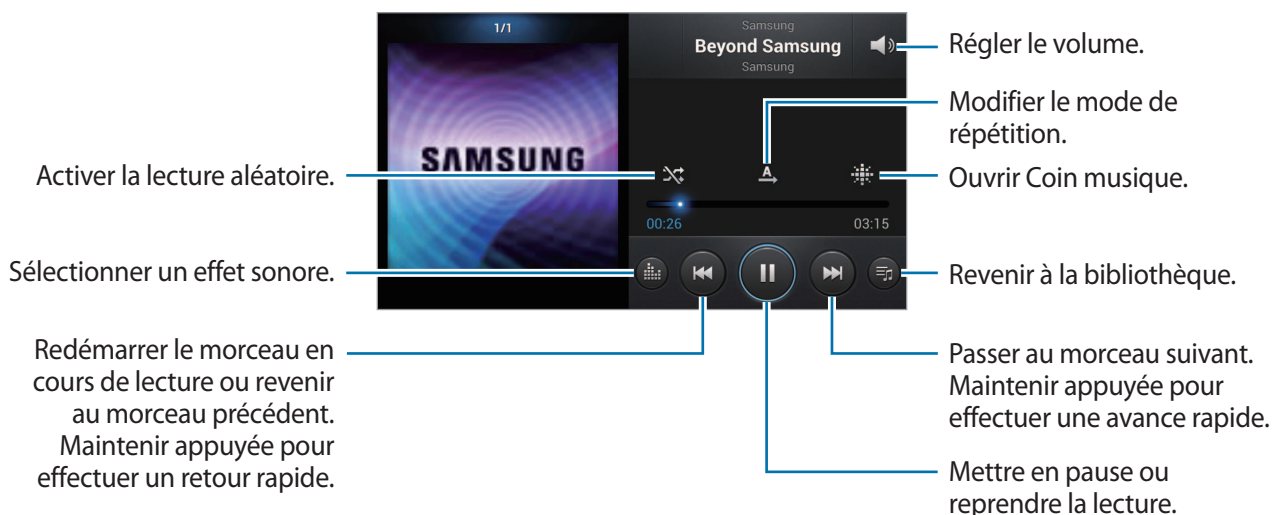 1/1
Samsung
Beyond Samsung
Samsung
SAMSUNG
00:26
03:15
Activer la lecture aléatoire.
Sélectionner un effet sonore.
Redémarrer le morceau en
cours de lecture ou revenir
au morceau précédent.
Maintenir appuyée pour
effectuer un retour rapide.
Régler le volume.
Modifier le mode de
répétition.
A
Ouvrir Coin musique.
Revenir à la bibliothèque.
Passer au morceau suivant.
Maintenir appuyée pour
effectuer une avance rapide.
Mettre en pause ou
reprendre la lecture.